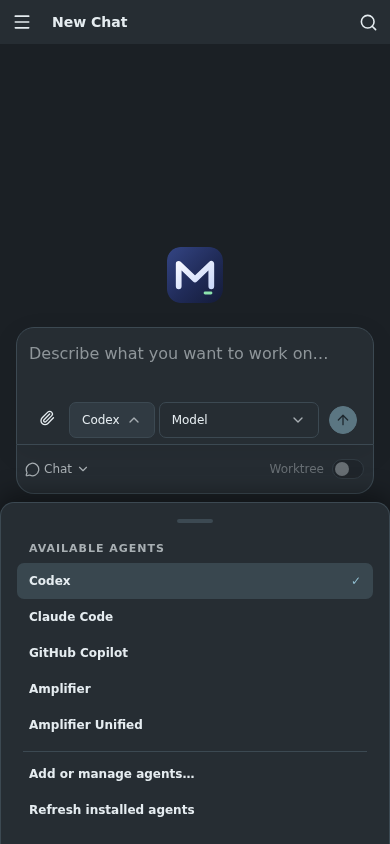 New Chat
Describe what you want to work on...
Codex
Model
Chat
Worktree
AVAILABLE AGENTS
Codex ✓
Claude Code
GitHub Copilot
Amplifier
Amplifier Unified
Add or manage agents...
Refresh installed agents